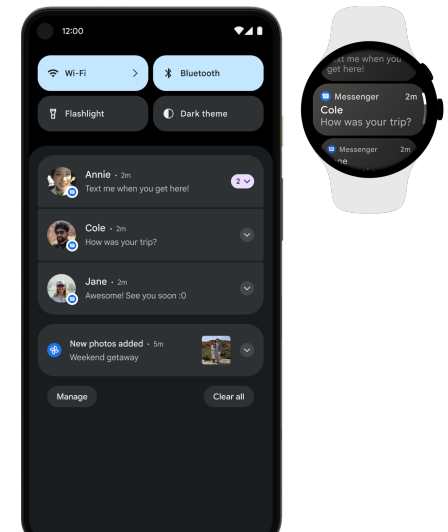 12:00
Wi-Fi
Bluetooth
Flashlight
Dark theme
Annie • 2m
Text me when you get here!
2
Cole • 2m
How was your trip?
Jane • 2m
Awesome! See you soon :0
New photos added • 5m
Weekend getaway
Manage
Clear all
ext me when you
get here!
Messenger 2m
Cole
How was your trip?
Messenger 2m